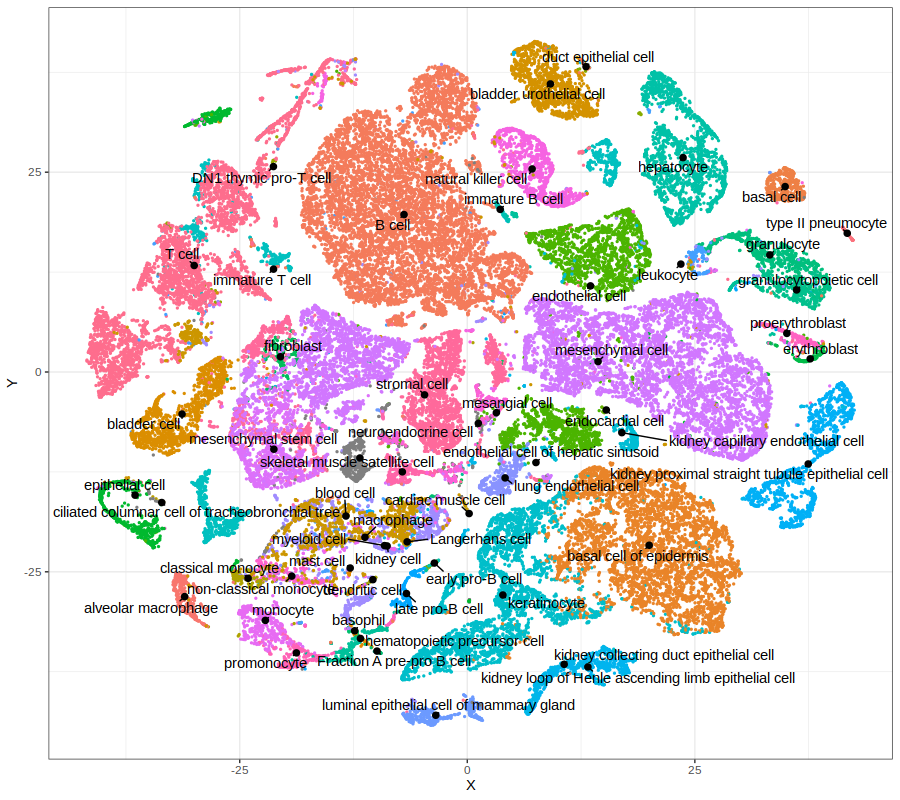 duct epithelial cell
bladder urothelial cell
25
DN1 thymic pro-T cell
natural killer cell
hepatocyte
immature B cell
basal cell
B cell
type II pneumocyte
T cell
granulocyte
immature T cell
leukocyte
granulocytopoietic cell
endothelial cell
proerythroblast
fibroblast
mesenchymal cell
erythroblast
0
Y
stromal cell
mesangial cell
bladder cell
endocardial cell
neuroendocrine cell
mesenchymal stem cell
kidney capillary endothelial cell
endothelial cell of hepatic sinusoid
skeletal muscle satellite cell
kidney proximal straight tubule epithelial cell
epithelial cell
lung endothelial cell
blood cell
cardiac muscle cell
ciliated columnar cell of tracheobronchial tree
macrophage
myeloid cell
Langerhans cell
basal cell of epidermis
kidney cell
mast cell
classical monocyte
-25
early pro-B cell
non-classical monocyte
dendritic cell
keratinocyte
alveolar macrophage
monocyte
late pro-B cell
basophil
hematopoietic precursor cell
promonocyte
Fraction A pre-pro B cell
kidney collecting duct epithelial cell
kidney loop of Henle ascending limb epithelial cell
luminal epithelial cell of mammary gland
-25
0
25
X